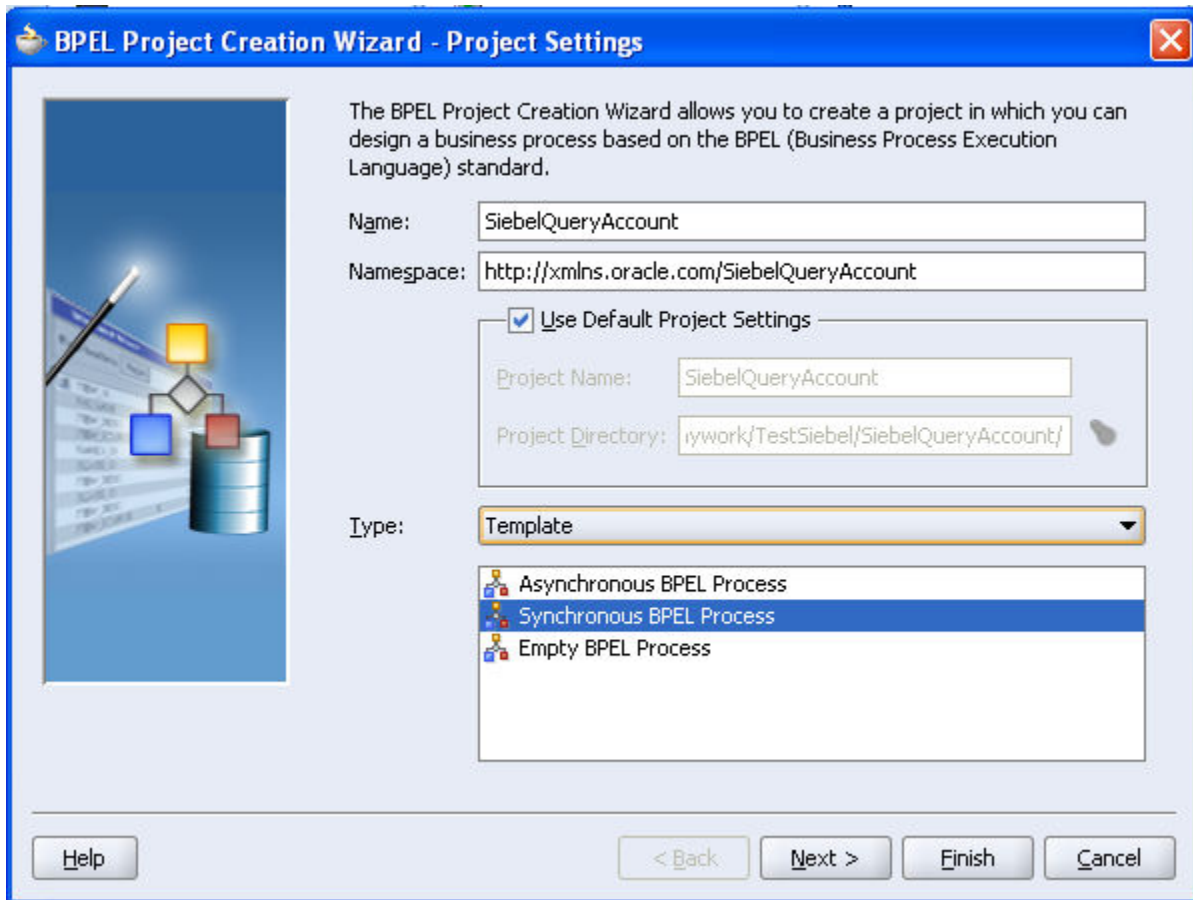 BPEL Project Creation Wizard - Project Settings
The BPEL Project Creation Wizard allows you to create a project in which you can
design a business process based on the BPEL (Business Process Execution
Language) standard.
Name: SiebelQueryAccount
Namespace: http://xmlns.oracle.com/SiebelQueryAccount
Use Default Project Settings
Project Name: SiebelQueryAccount
Project Directory: ywork/TestSiebel/SiebelQueryAccount/
Type: Template
Asynchronous BPEL Process
Synchronous BPEL Process
Empty BPEL Process
Help < Back Next > Finish Cancel